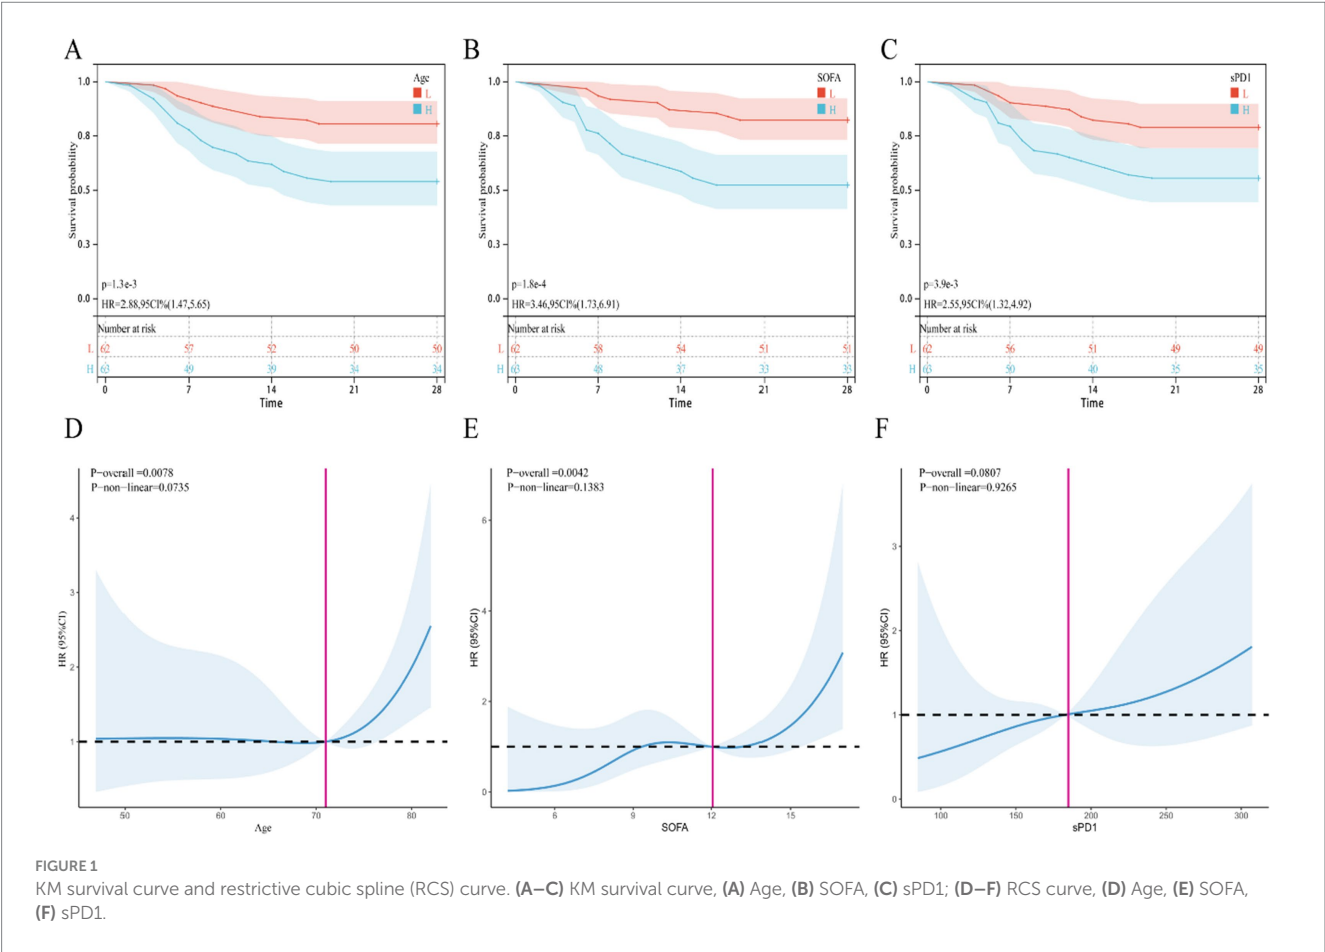 A
Age
L
H
1.0
0.8
0.5
0.3
0.0
Survival probability
p=1.3e-3
HR=2.88,95CI%(1.47,5.65)
Number at risk
L 62 57 52 50 50
H 63 49 39 34 34
0 7 14 21 28
Time
B
SOFA
L
H
1.0
0.8
0.5
0.3
0.0
Survival probability
p=1.8e-4
HR=3.46,95CI%(1.73,6.91)
Number at risk
L 62 58 54 51 51
H 63 48 37 33 33
0 7 14 21 28
Time
C
sPD1
L
H
1.0
0.8
0.5
0.3
0.0
Survival probability
p=3.9e-3
HR=2.55,95CI%(1.32,4.92)
Number at risk
L 62 56 51 49 49
H 63 50 40 35 35
0 7 14 21 28
Time
D
P-overall =0.0078
P-non-linear=0.0735
4
3
2
1
HR (95%CI)
50 60 70 80
Age
E
P-overall =0.0042
P-non-linear=0.1383
6
4
2
0
HR (95%CI)
6 9 12 15
SOFA
F
P-overall =0.0807
P-non-linear=0.9265
3
2
1
0
HR (95%CI)
100 150 200 250 300
sPD1
FIGURE 1
KM survival curve and restrictive cubic spline (RCS) curve. (A–C) KM survival curve, (A) Age, (B) SOFA, (C) sPD1; (D–F) RCS curve, (D) Age, (E) SOFA,
(F) sPD1.